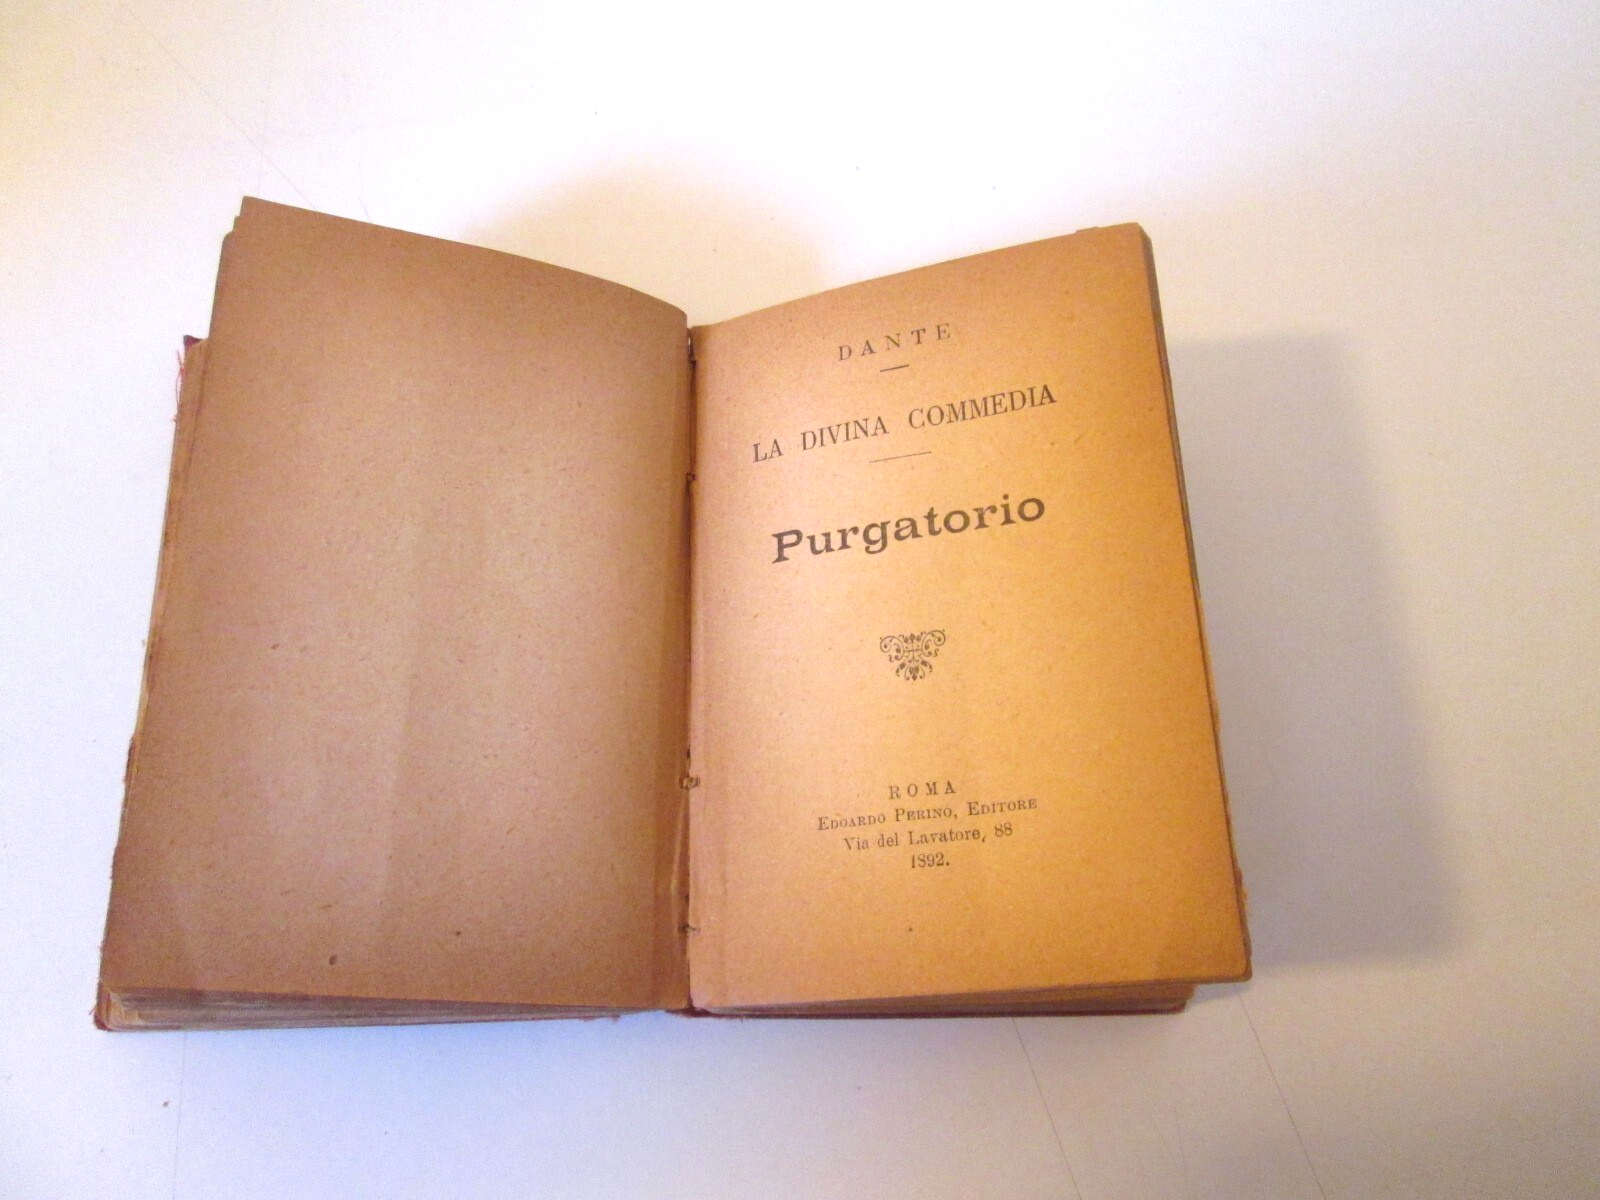 DANTE
LA DIVINA COMMEDIA
Purgatorio
ROMA
EDOARDO PERINO, EDITORE
Via del Lavatore, 88
1892.